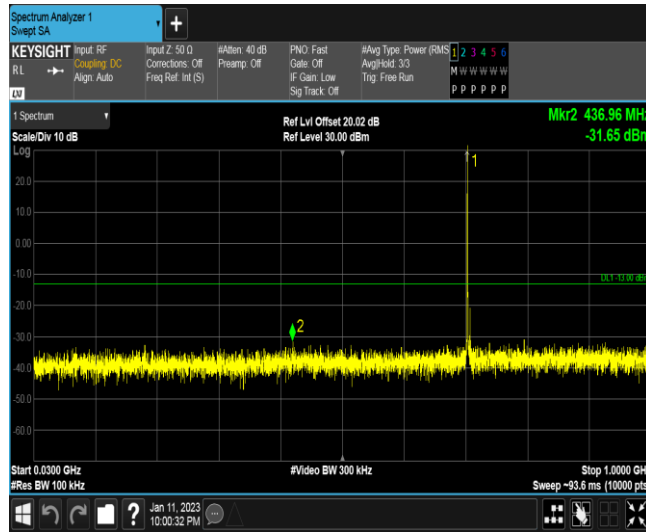 Spectrum Analyzer 1
Swept SA
+
KEYSIGHT Input: RF Input Z: 50 Ω #Atten: 40 dB PNO: Fast #Avg Type: Power (RMS 1 2 3 4 5 6
RL Coupling: DC Corrections: Off Preamp: Off Gate: Off Avg|Hold: 3/3 M W W W W W
Align: Auto Freq Ref: Int (S) IF Gain: Low Trig: Free Run
Sig Track: Off P P P P P P
LXI
1 Spectrum Ref Lvl Offset 20.02 dB Mkr2 436.96 MHz
Scale/Div 10 dB Ref Level 30.00 dBm -31.65 dBm
Log
1
20.0
10.0
0.00
-10.0
DL1 -13.00 dBm
-20.0
2
-30.0
-40.0
-50.0
-60.0
Start 0.0300 GHz #Video BW 300 kHz Stop 1.0000 GHz
#Res BW 100 kHz Sweep ~93.6 ms (10000 pts
? Jan 11, 2023
10:00:32 PM